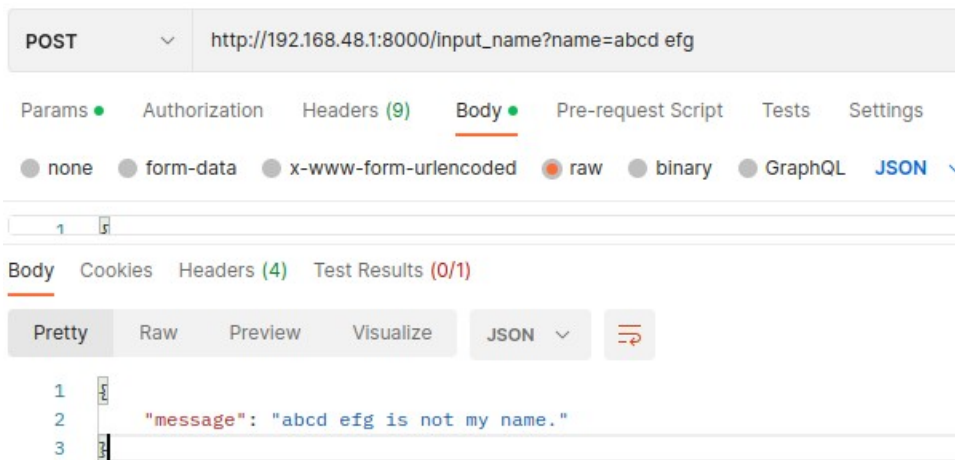 POST http://192.168.48.1:8000/input_name?name=abcd efg
Params Authorization Headers (9) Body Pre-request Script Tests Settings
none form-data x-www-form-urlencoded raw binary GraphQL JSON
1 {
Body Cookies Headers (4) Test Results (0/1)
Pretty Raw Preview Visualize JSON
1 {
2 "message": "abcd efg is not my name."
3 }